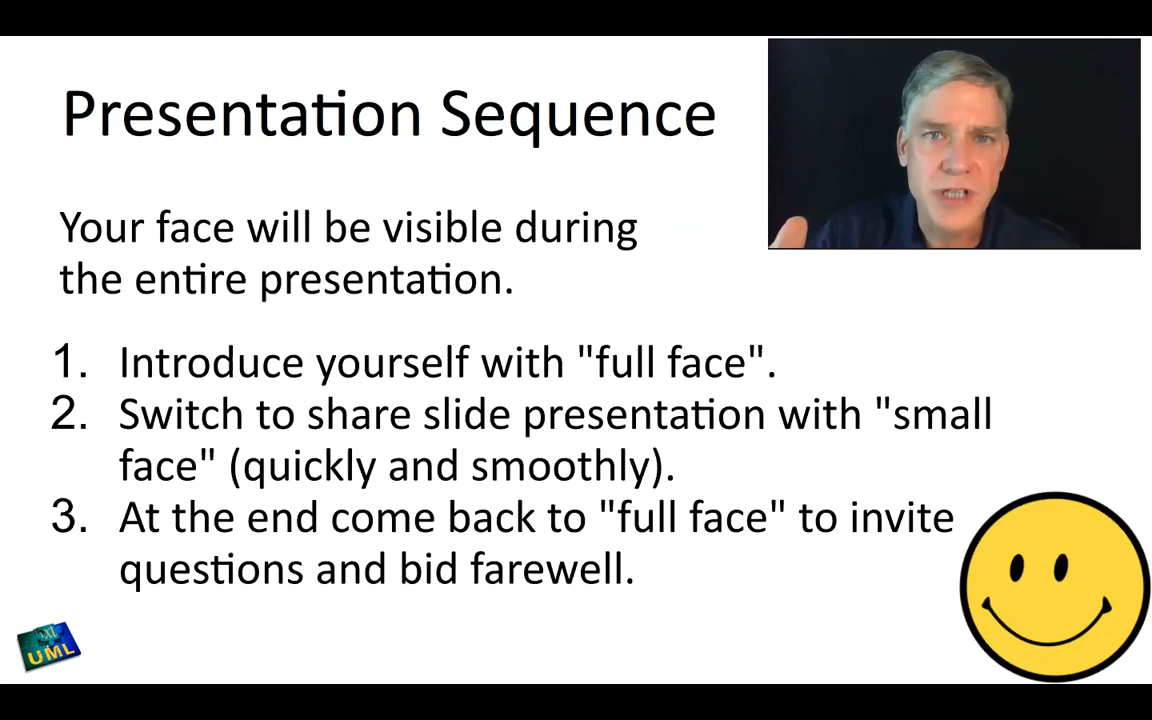 Presentation Sequence
Your face will be visible during
the entire presentation.
1. Introduce yourself with "full face".
2. Switch to share slide presentation with "small
face" (quickly and smoothly).
3. At the end come back to "full face" to invite
questions and bid farewell.
UML